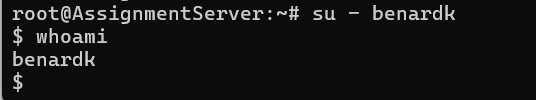 root@AssignmentServer:~# su - benardk
$ whoami
benardk
$